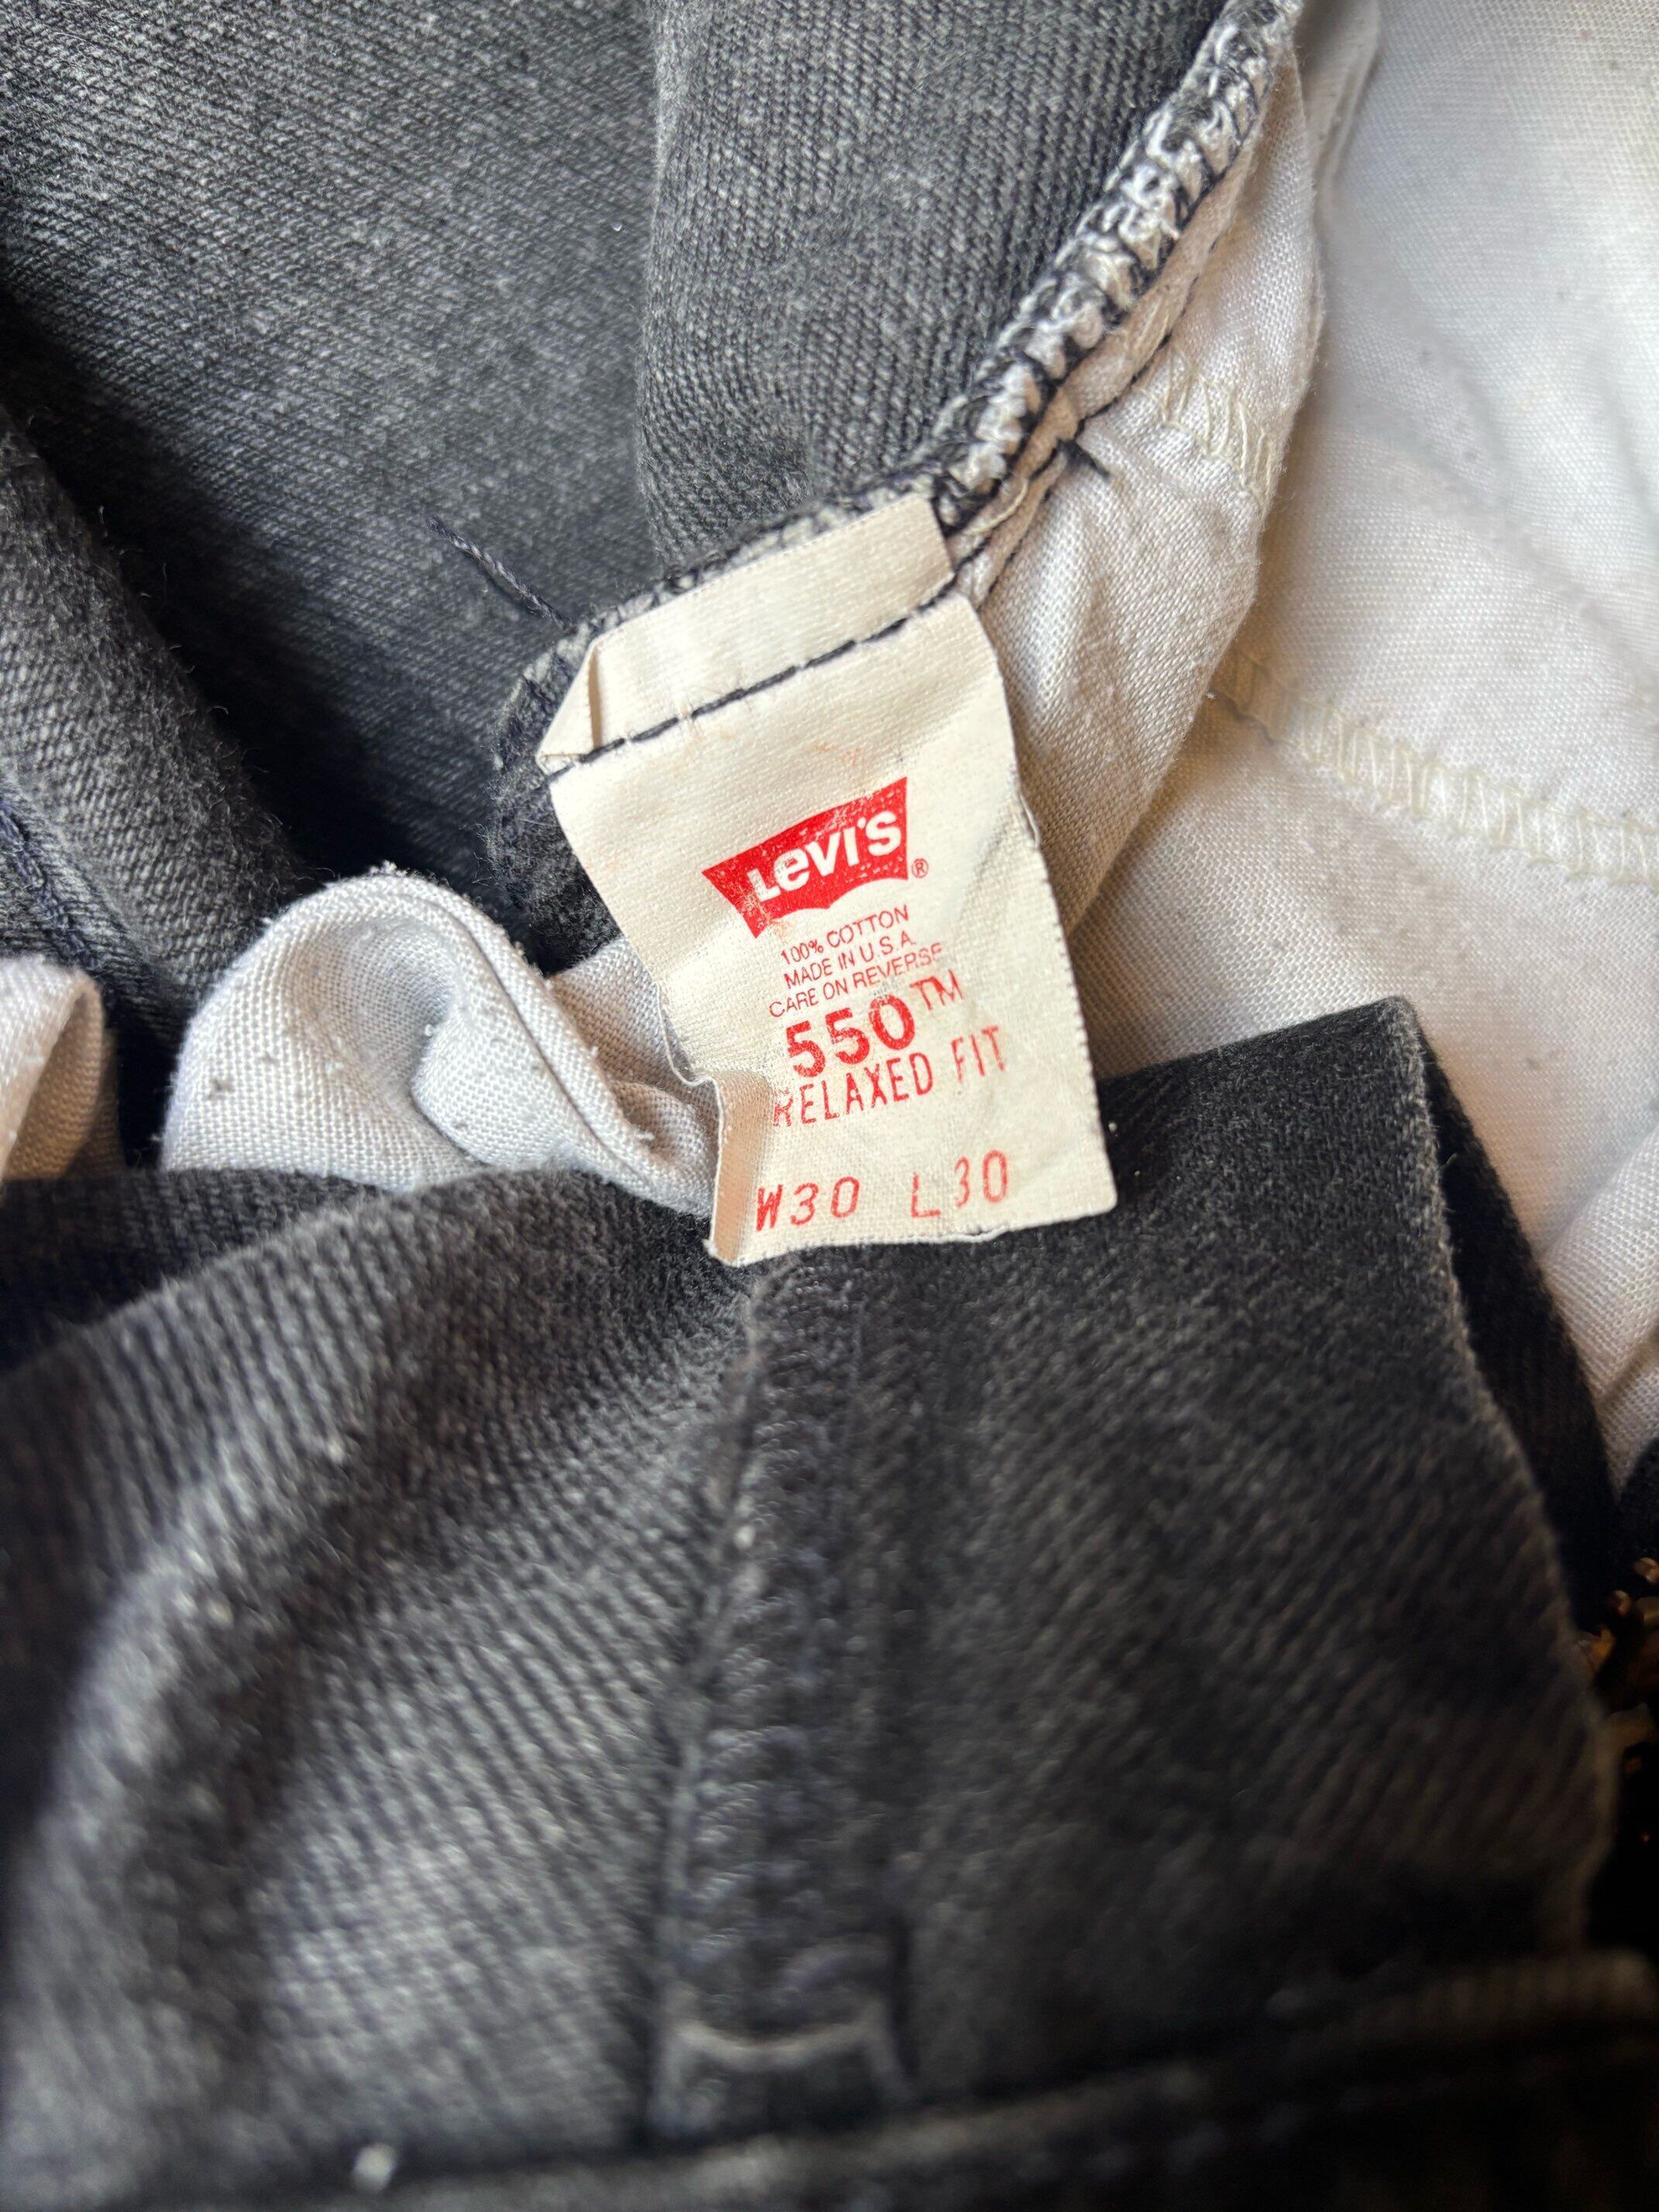 LEVI'S®
100% COTTON
MADE IN U.S.A.
CARE ON REVERSE
550™
RELAXED FIT
W30 L30